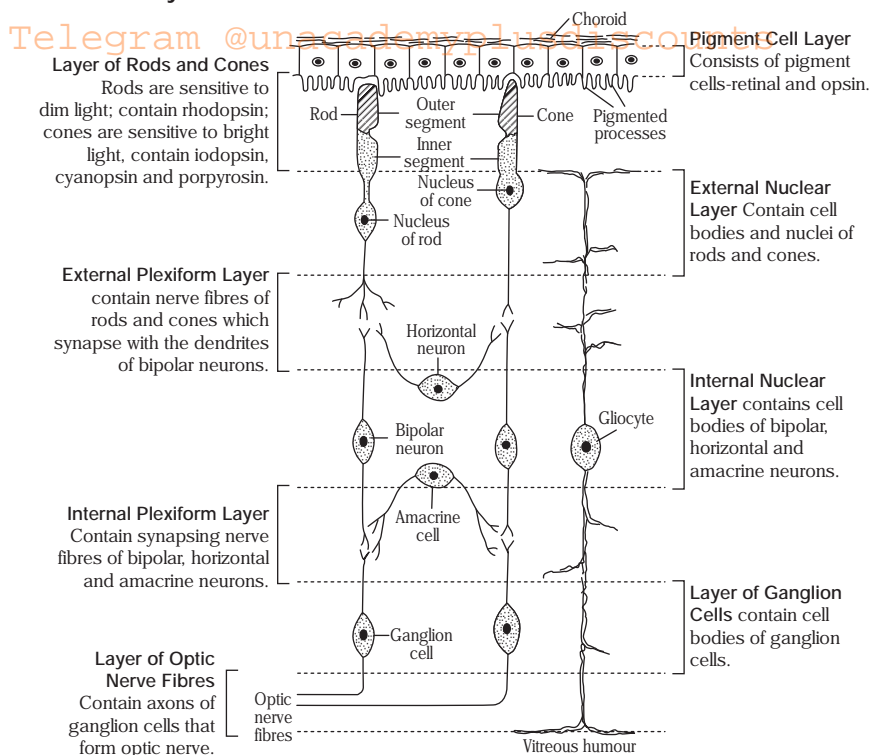 Choroid
Telegram @unacademyplusdiscounts
Pigment Cell Layer
Consists of pigment
cells-retinal and opsin.
Layer of Rods and Cones
Rods are sensitive to
dim light; contain rhodopsin;
cones are sensitive to bright
light, contain iodopsin,
cyanopsin and porpyrosin.
Rod
Outer
segment
Cone
Pigmented
processes
Inner
segment
Nucleus
of cone
Nucleus
of rod
External Nuclear
Layer Contain cell
bodies and nuclei of
rods and cones.
External Plexiform Layer
contain nerve fibres of
rods and cones which
synapse with the dendrites
of bipolar neurons.
Horizontal
neuron
Internal Nuclear
Layer contains cell
bodies of bipolar,
horizontal and
amacrine neurons.
Bipolar
neuron
Gliocyte
Amacrine
cell
Internal Plexiform Layer
Contain synapsing nerve
fibres of bipolar, horizontal
and amacrine neurons.
Layer of Ganglion
Cells contain cell
bodies of ganglion
cells.
Ganglion
cell
Layer of Optic
Nerve Fibres
Contain axons of
ganglion cells that
form optic nerve.
Optic
nerve
fibres
Vitreous humour